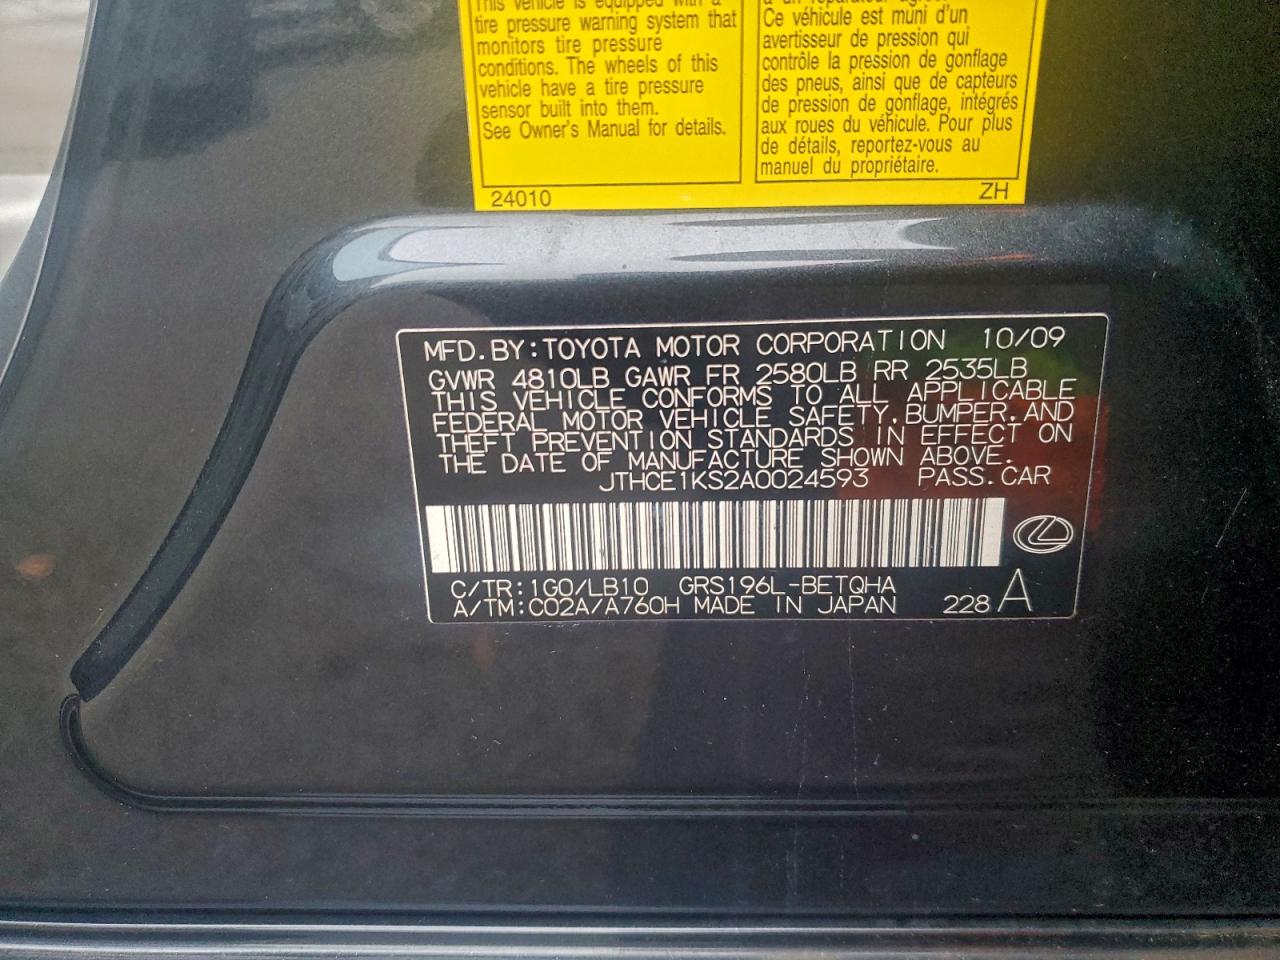 This vehicle is equipped with a
tire pressure warning system that
monitors tire pressure
conditions. The wheels of this
vehicle have a tire pressure
sensor built into them.
See Owner's Manual for details.
24010
à un réparateur
Ce véhicule est muni d'un
avertisseur de pression qui
contrôle la pression de gonflage
des pneus, ainsi que de capteurs
de pression de gonflage, intégrés
aux roues du véhicule. Pour plus
de détails, reportez-vous au
manuel du propriétaire.
ZH
MFD.BY:TOYOTA MOTOR CORPORATION 10/09
GVWR 4810LB GAWR FR 2580LB RR 2535LB
THIS VEHICLE CONFORMS TO ALL APPLICABLE
FEDERAL MOTOR VEHICLE SAFETY,BUMPER,AND
THEFT PREVENTION STANDARDS IN EFFECT ON
THE DATE OF MANUFACTURE SHOWN ABOVE.
JTHCE1KS2A0024593 PASS.CAR
C/TR:1G0/LB10 GRS196L-BETQHA
A/TM:C02A/A760H MADE IN JAPAN 228 A